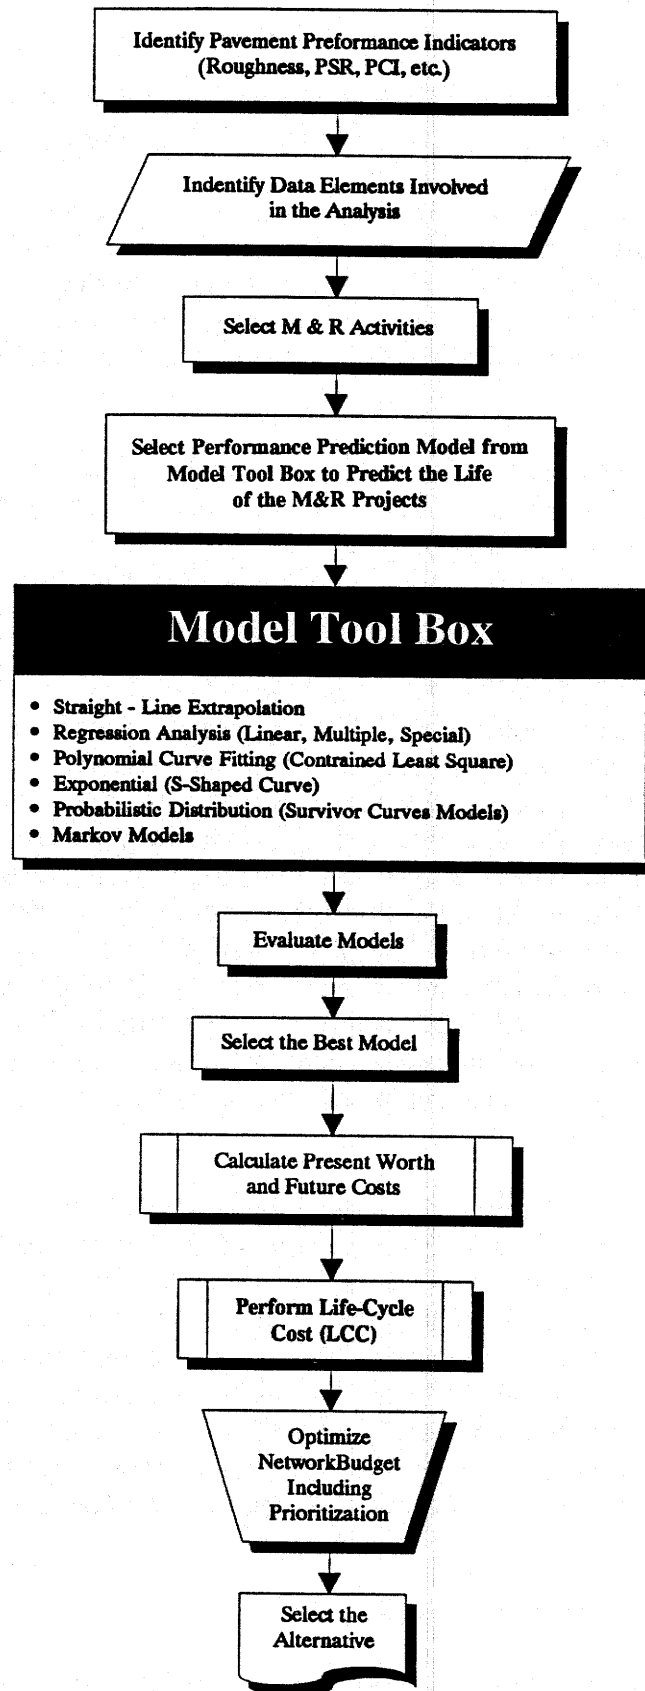 Identify Pavement Preformance Indicators
(Roughness, PSR, PCI, etc.)
Indentify Data Elements Involved
in the Analysis
Select M & R Activities
Select Performance Prediction Model from
Model Tool Box to Predict the Life
of the M&R Projects
Model Tool Box
• Straight - Line Extrapolation
• Regression Analysis (Linear, Multiple, Special)
• Polynomial Curve Fitting (Contrained Least Square)
• Exponential (S-Shaped Curve)
• Probabilistic Distribution (Survivor Curves Models)
• Markov Models
Evaluate Models
Select the Best Model
Calculate Present Worth
and Future Costs
Perform Life-Cycle
Cost (LCC)
Optimize
NetworkBudget
Including
Prioritization
Select the
Alternative